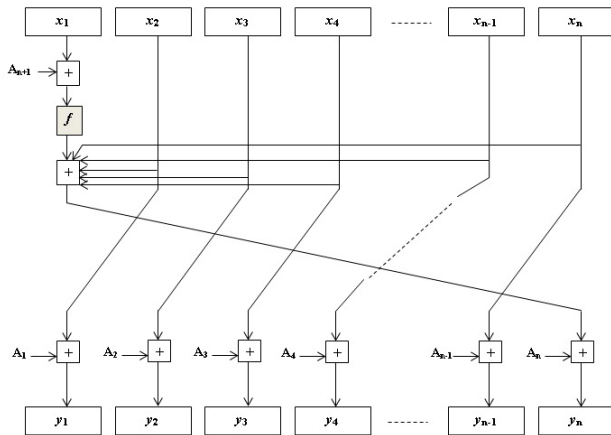 x1 x2 x3 x4 xn-1 xn
An+1 +
f
+
A1 + A2 + A3 + A4 + An-1 + An +
y1 y2 y3 y4 yn-1 yn